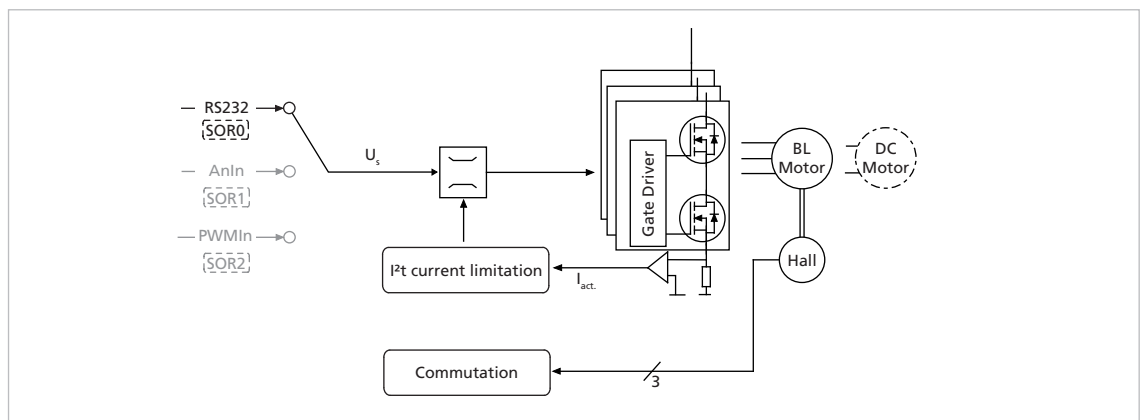 RS232
SOR0
AnIn
SOR1
PWMIn
SOR2
Uₛ
I²t current limitation
Iact.
Gate Driver
BL
Motor
DC
Motor
Hall
Commutation
3